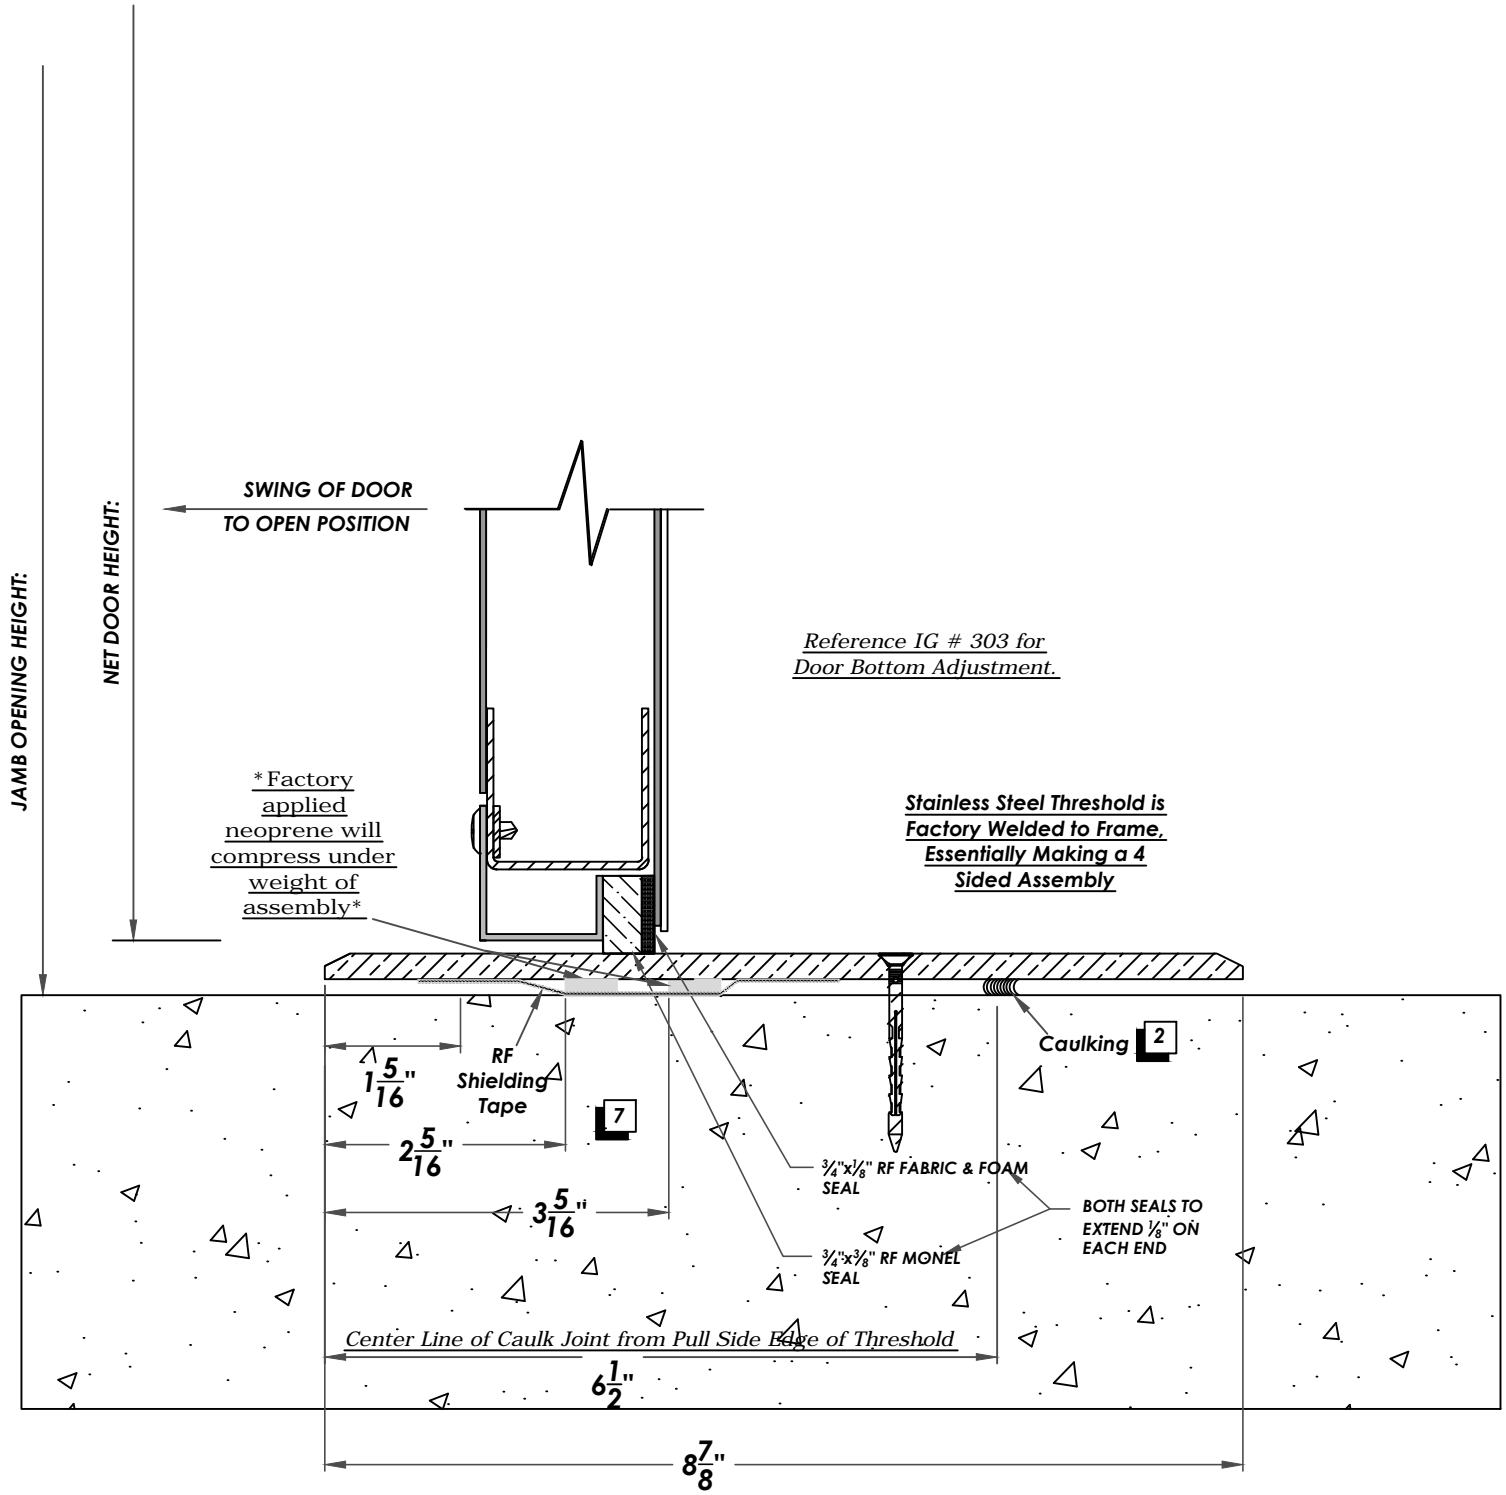 SWING OF DOOR
TO OPEN POSITION
JAMB OPENING HEIGHT:
NET DOOR HEIGHT:
Reference IG # 303 for
Door Bottom Adjustment.
*Factory
applied
neoprene will
compress under
weight of
assembly*
Stainless Steel Threshold is
Factory Welded to Frame,
Essentially Making a 4
Sided Assembly
Caulking 2
RF
Shielding
Tape
7
1 5/16"
2 5/16"
3 5/16"
3/4"x1/8" RF FABRIC & FOAM
SEAL
BOTH SEALS TO
EXTEND 1/8" ON
EACH END
3/4"x3/8" RF MONEL
SEAL
Center Line of Caulk Joint from Pull Side Edge of Threshold
6 1/2"
8 7/8"